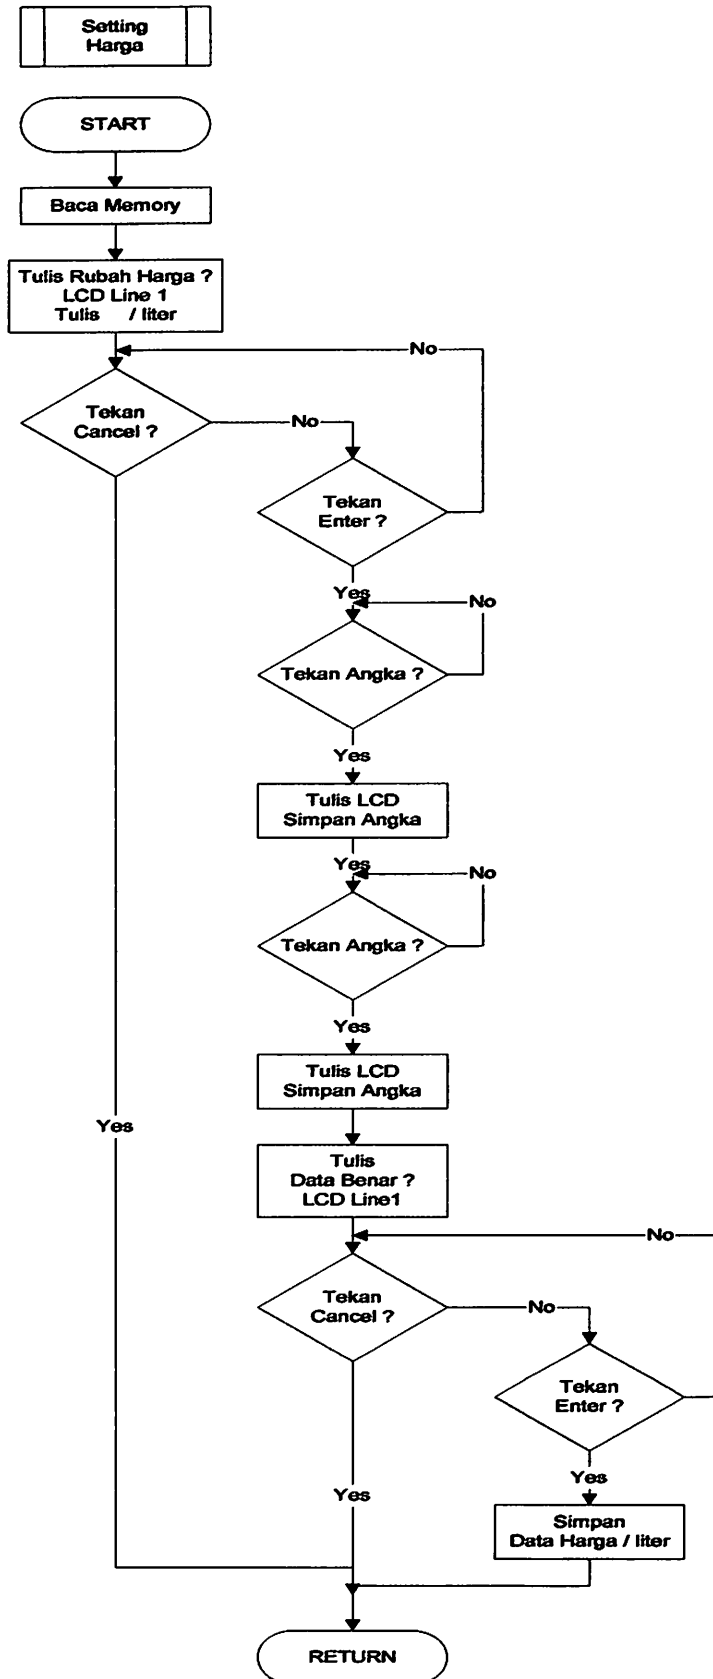 Setting
Harga
START
Baca Memory
Tulis Rubah Harga ?
LCD Line 1
Tulis / liter
No
Tekan
Cancel ?
No
Tekan
Enter ?
Yes
No
Tekan Angka ?
Yes
Tulis LCD
Simpan Angka
Yes
No
Tekan Angka ?
Yes
Tulis LCD
Simpan Angka
Yes
Tulis
Data Benar ?
LCD Line1
No
Tekan
Cancel ?
No
Tekan
Enter ?
Yes
Yes
Simpan
Data Harga / liter
RETURN